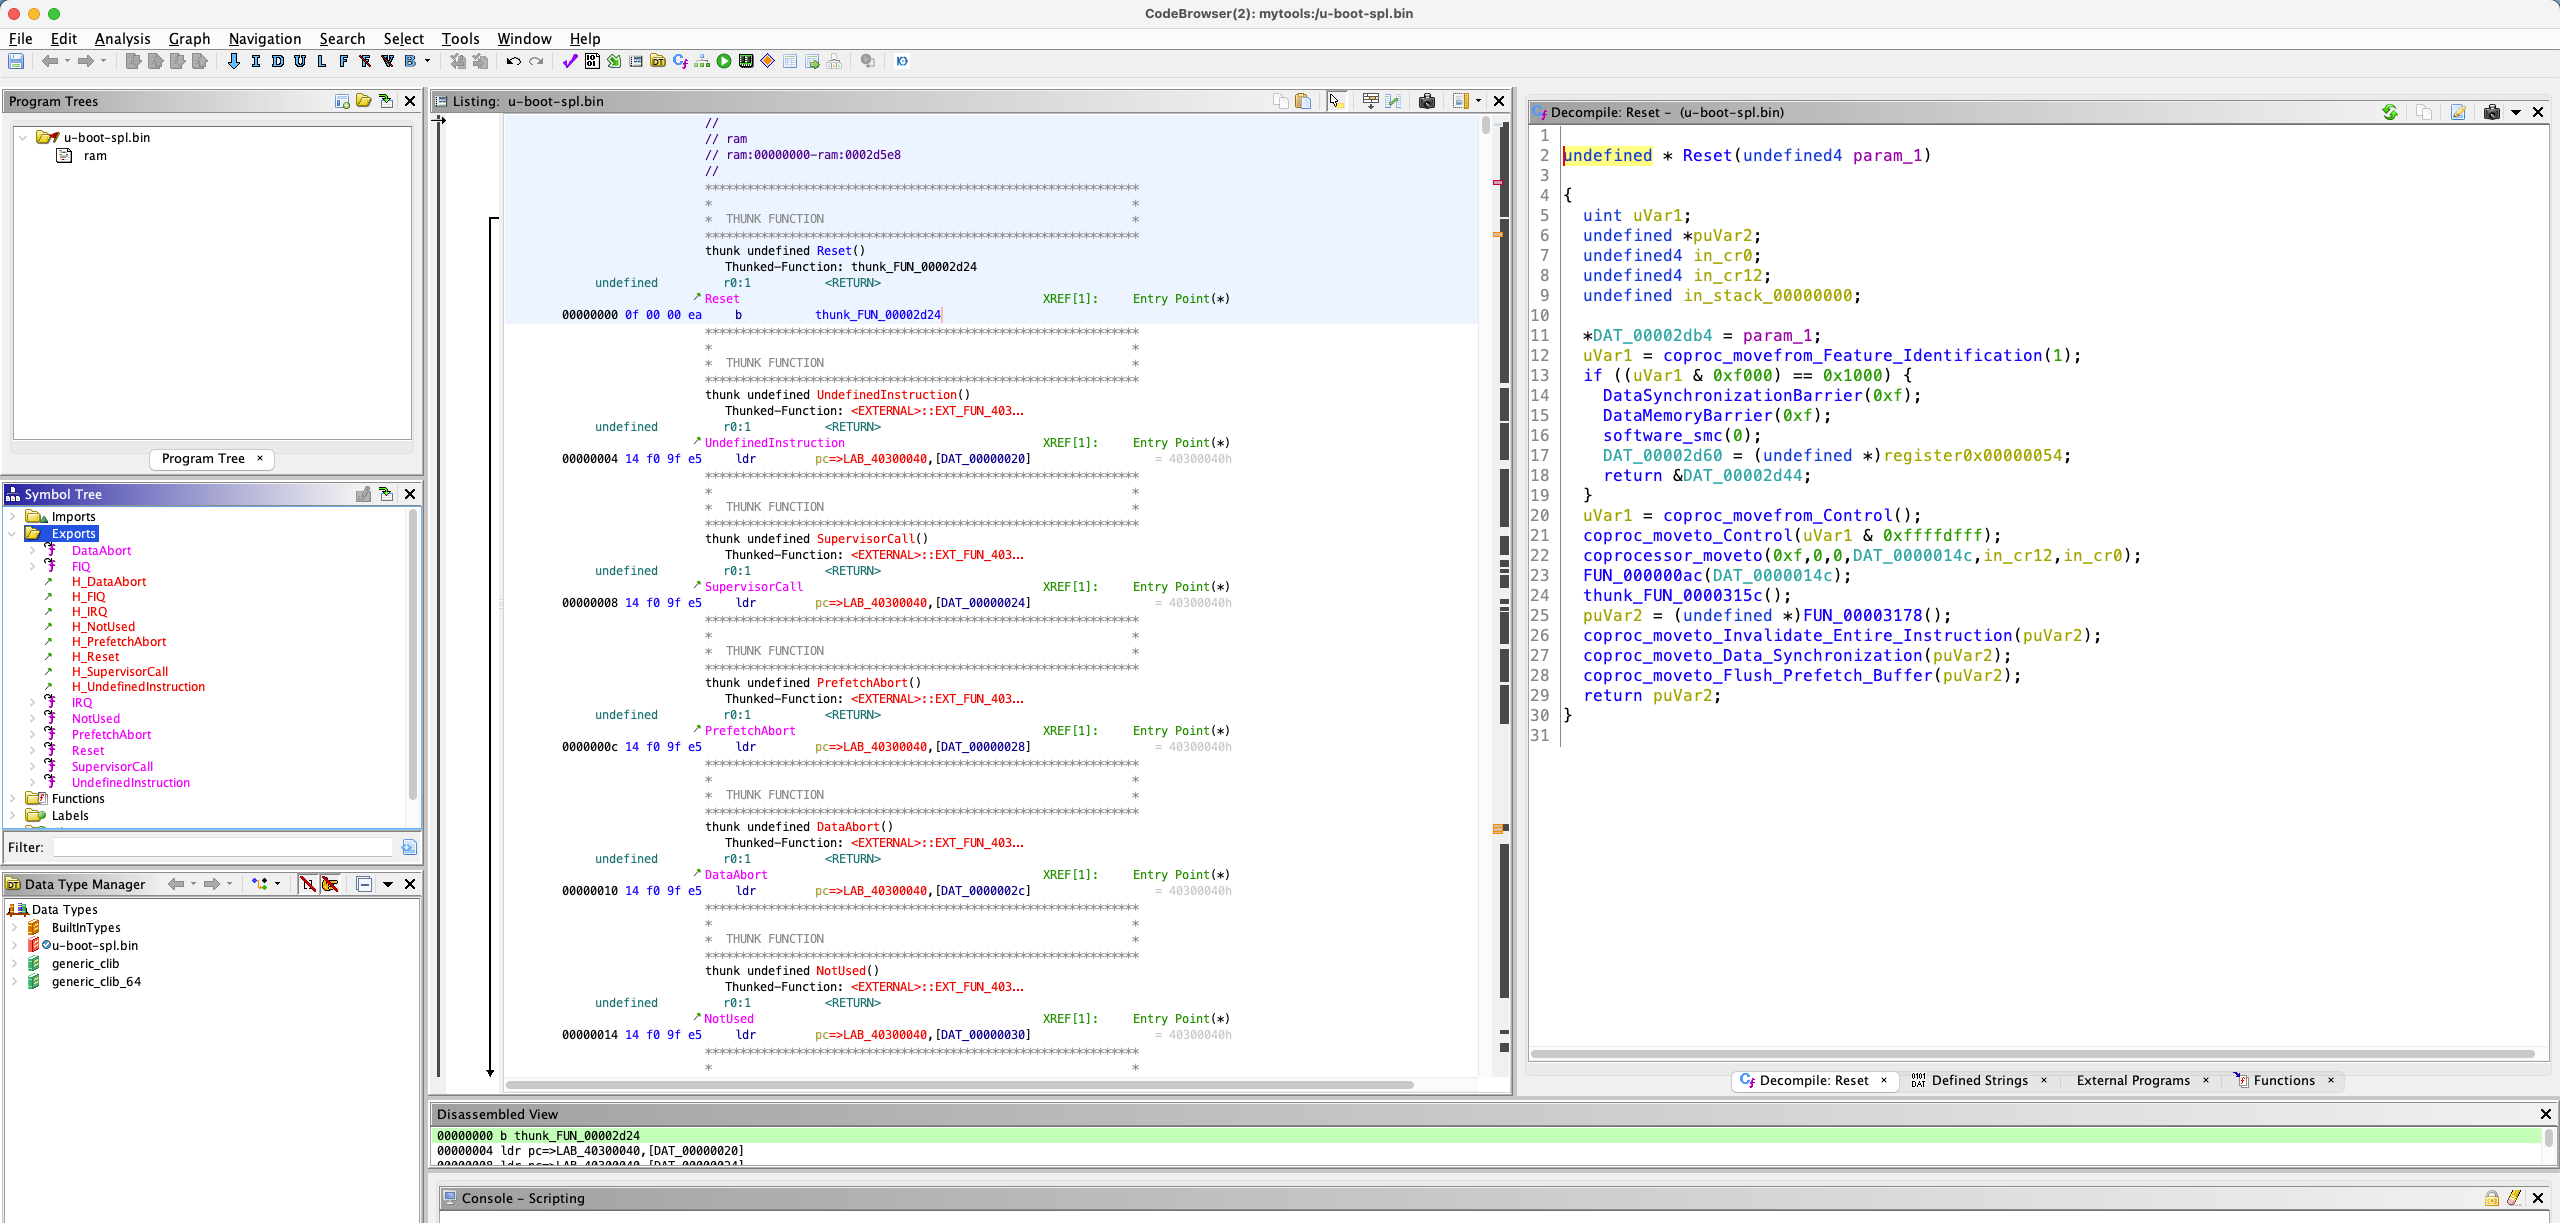 CodeBrowser(2): mytools:/u-boot-spl.bin
File Edit Analysis Graph Navigation Search Select Tools Window Help
I D U L F B
Program Trees
u-boot-spl.bin
ram
Program Tree ×
Symbol Tree
Imports
Exports
DataAbort
FIQ
H_DataAbort
H_FIQ
H_IRQ
H_NotUsed
H_PrefetchAbort
H_Reset
H_SupervisorCall
H_UndefinedInstruction
IRQ
NotUsed
PrefetchAbort
Reset
SupervisorCall
UndefinedInstruction
Functions
Labels
Filter:
Data Type Manager
Data Types
BuiltInTypes
u-boot-spl.bin
generic_clib
generic_clib_64
Listing: u-boot-spl.bin
//
// ram
// ram:00000000-ram:0002d5e8
//
**************************************************************
* *
* THUNK FUNCTION *
**************************************************************
thunk undefined Reset()
Thunked-Function: thunk_FUN_00002d24
undefined r0:1 <RETURN>
Reset XREF[1]: Entry Point(*)
00000000 0f 00 00 ea b thunk_FUN_00002d24
**************************************************************
* *
* THUNK FUNCTION *
**************************************************************
thunk undefined UndefinedInstruction()
Thunked-Function: <EXTERNAL>::EXT_FUN_403...
undefined r0:1 <RETURN>
UndefinedInstruction XREF[1]: Entry Point(*)
00000004 14 f0 9f e5 ldr pc=>LAB_40300040,[DAT_00000020] = 40300040h
**************************************************************
* *
* THUNK FUNCTION *
**************************************************************
thunk undefined SupervisorCall()
Thunked-Function: <EXTERNAL>::EXT_FUN_403...
undefined r0:1 <RETURN>
SupervisorCall XREF[1]: Entry Point(*)
00000008 14 f0 9f e5 ldr pc=>LAB_40300040,[DAT_00000024] = 40300040h
**************************************************************
* *
* THUNK FUNCTION *
**************************************************************
thunk undefined PrefetchAbort()
Thunked-Function: <EXTERNAL>::EXT_FUN_403...
undefined r0:1 <RETURN>
PrefetchAbort XREF[1]: Entry Point(*)
0000000c 14 f0 9f e5 ldr pc=>LAB_40300040,[DAT_00000028] = 40300040h
**************************************************************
* *
* THUNK FUNCTION *
**************************************************************
thunk undefined DataAbort()
Thunked-Function: <EXTERNAL>::EXT_FUN_403...
undefined r0:1 <RETURN>
DataAbort XREF[1]: Entry Point(*)
00000010 14 f0 9f e5 ldr pc=>LAB_40300040,[DAT_0000002c] = 40300040h
**************************************************************
* *
* THUNK FUNCTION *
**************************************************************
thunk undefined NotUsed()
Thunked-Function: <EXTERNAL>::EXT_FUN_403...
undefined r0:1 <RETURN>
NotUsed XREF[1]: Entry Point(*)
00000014 14 f0 9f e5 ldr pc=>LAB_40300040,[DAT_00000030] = 40300040h
**************************************************************
* *
Decompile: Reset - (u-boot-spl.bin)
1
2 undefined * Reset(undefined4 param_1)
3
4 {
5 uint uVar1;
6 undefined *puVar2;
7 undefined4 in_cr0;
8 undefined4 in_cr12;
9 undefined in_stack_00000000;
10
11 *DAT_00002db4 = param_1;
12 uVar1 = coproc_movefrom_Feature_Identification(1);
13 if ((uVar1 & 0xf000) == 0x1000) {
14 DataSynchronizationBarrier(0xf);
15 DataMemoryBarrier(0xf);
16 software_smc(0);
17 DAT_00002d60 = (undefined *)register0x00000054;
18 return &DAT_00002d44;
19 }
20 uVar1 = coproc_movefrom_Control();
21 coproc_moveto_Control(uVar1 & 0xffffdfff);
22 coprocessor_moveto(0xf,0,0,DAT_0000014c,in_cr12,in_cr0);
23 FUN_000000ac(DAT_0000014c);
24 thunk_FUN_0000315c();
25 puVar2 = (undefined *)FUN_00003178();
26 coproc_moveto_Invalidate_Entire_Instruction(puVar2);
27 coproc_moveto_Data_Synchronization(puVar2);
28 coproc_moveto_Flush_Prefetch_Buffer(puVar2);
29 return puVar2;
30 }
31
Decompile: Reset × Defined Strings × External Programs × Functions ×
Disassembled View
00000000 b thunk_FUN_00002d24
00000004 ldr pc=>LAB_40300040,[DAT_00000020]
00000008 ldr pc=>LAB_40300040,[DAT_00000024]
Console - Scripting